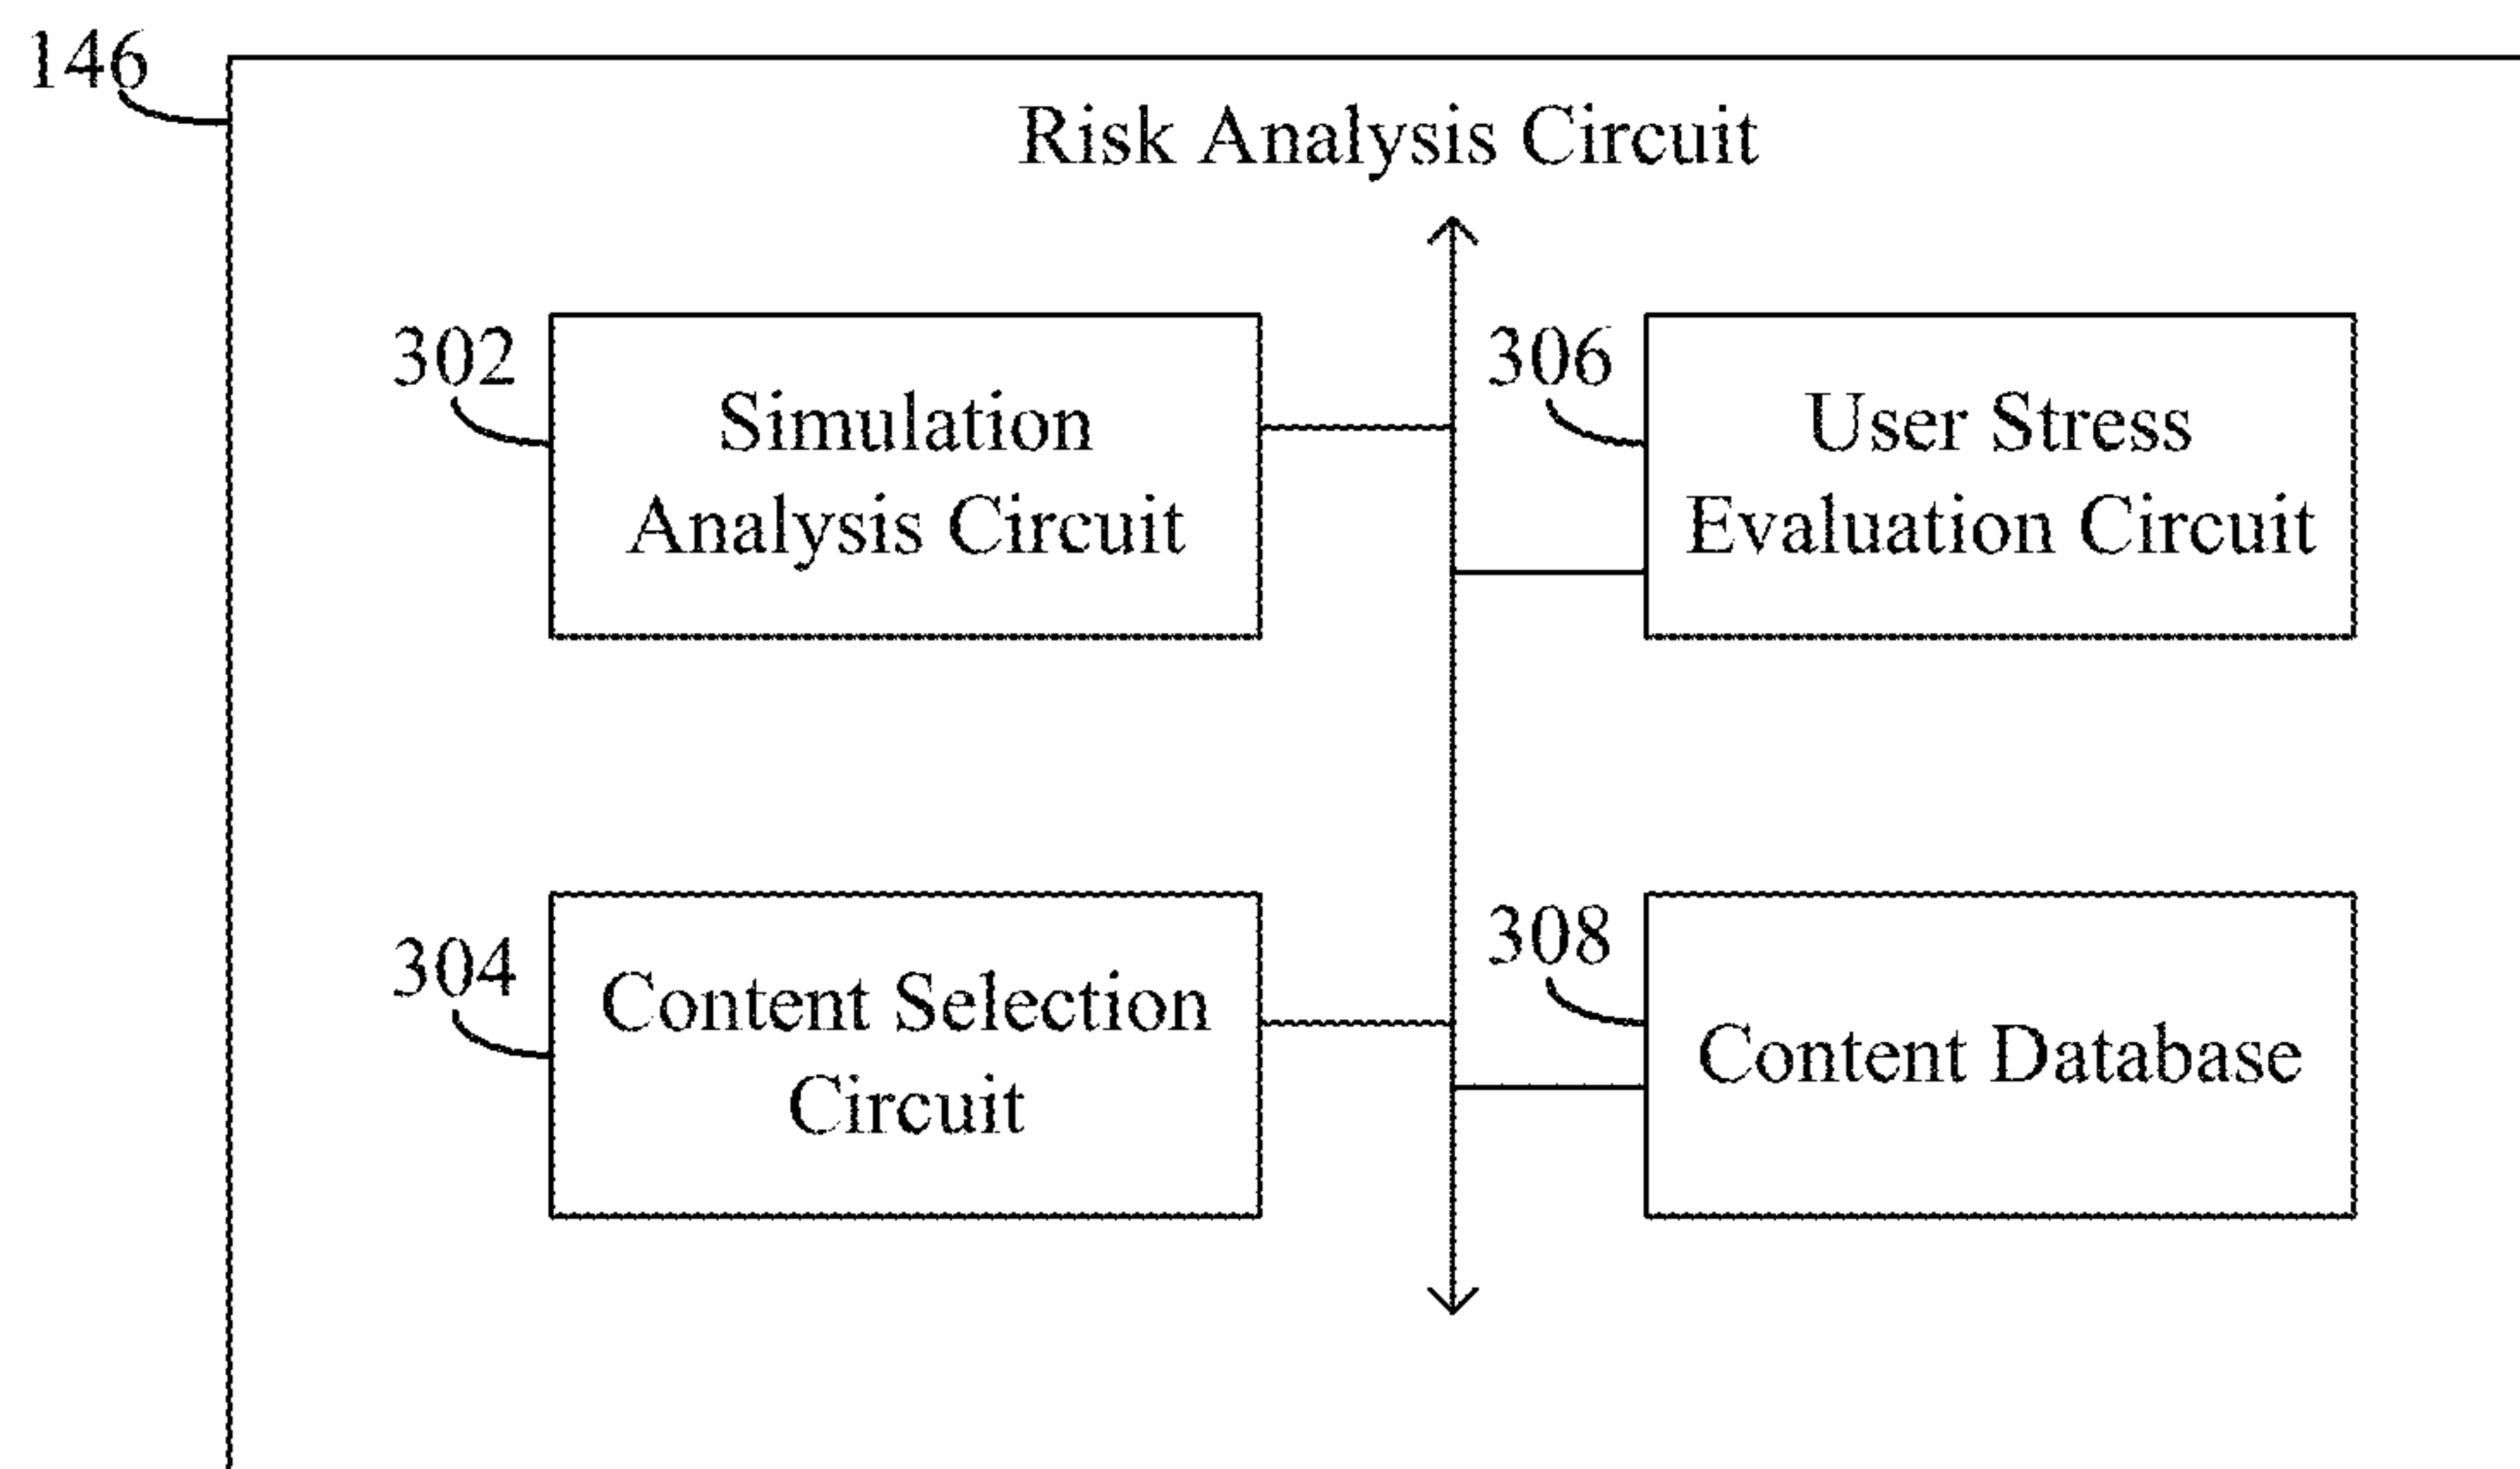 146
Risk Analysis Circuit
302
Simulation
Analysis Circuit
306
User Stress
Evaluation Circuit
304
Content Selection
Circuit
308
Content Database